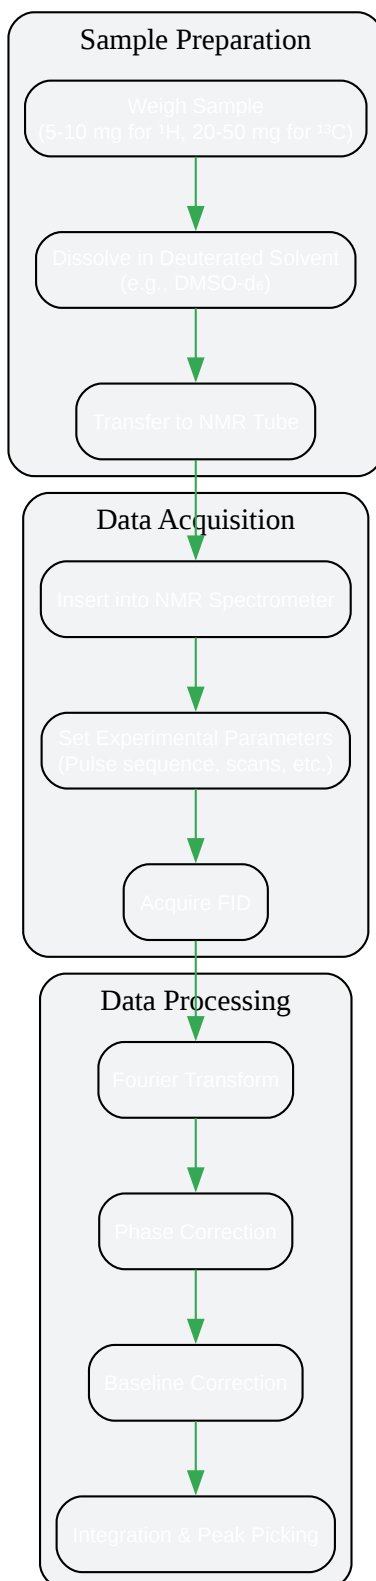 Sample Preparation
Weigh Sample
(5-10 mg for ¹H, 20-50 mg for ¹³C)
Dissolve in Deuterated Solvent
(e.g., DMSO-d₆)
Transfer to NMR Tube
Data Acquisition
Insert into NMR Spectrometer
Set Experimental Parameters
(Pulse sequence, scans, etc.)
Acquire FID
Data Processing
Fourier Transform
Phase Correction
Baseline Correction
Integration & Peak Picking